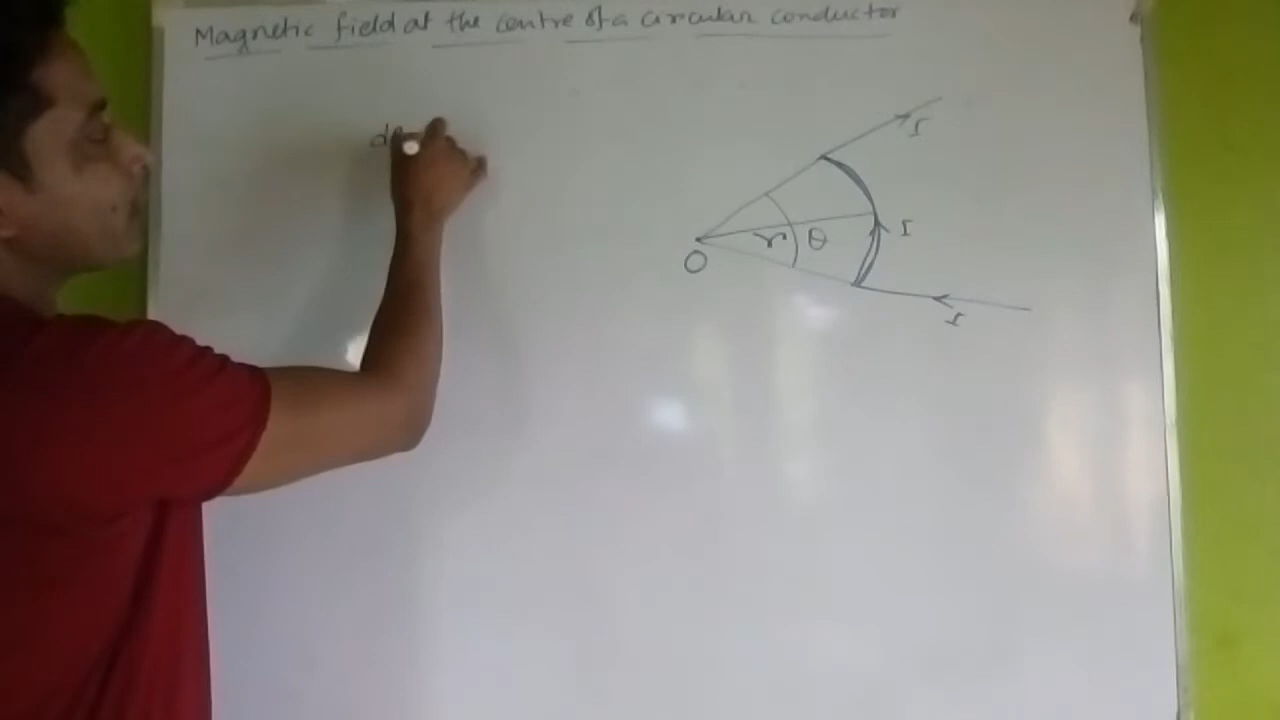 Magnetic field at the centre of a circular conductor
I
r θ I
O
I